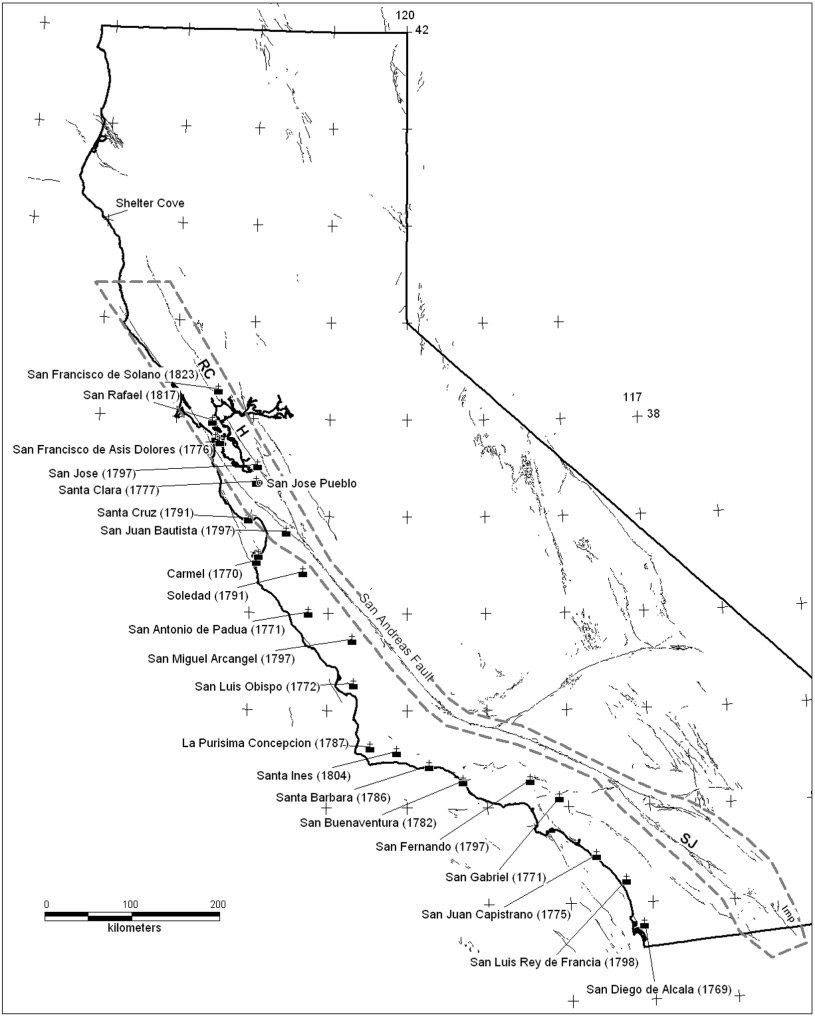 120
42
Shelter Cove
RC
San Francisco de Solano (1823)
San Rafael (1817)
117
38
H
San Francisco de Asis Dolores (1776)
San Jose (1797)
San Jose Pueblo
Santa Clara (1777)
Santa Cruz (1791)
San Juan Bautista (1797)
Carmel (1770)
Soledad (1791)
San Andreas Fault
San Antonio de Padua (1771)
San Miguel Arcangel (1797)
San Luis Obispo (1772)
La Purisima Concepcion (1787)
Santa Ines (1804)
Santa Barbara (1786)
San Buenaventura (1782)
San Fernando (1797)
SJ
San Gabriel (1771)
San Juan Capistrano (1775)
Imp
0 100 200
kilometers
San Luis Rey de Francia (1798)
San Diego de Alcala (1769)